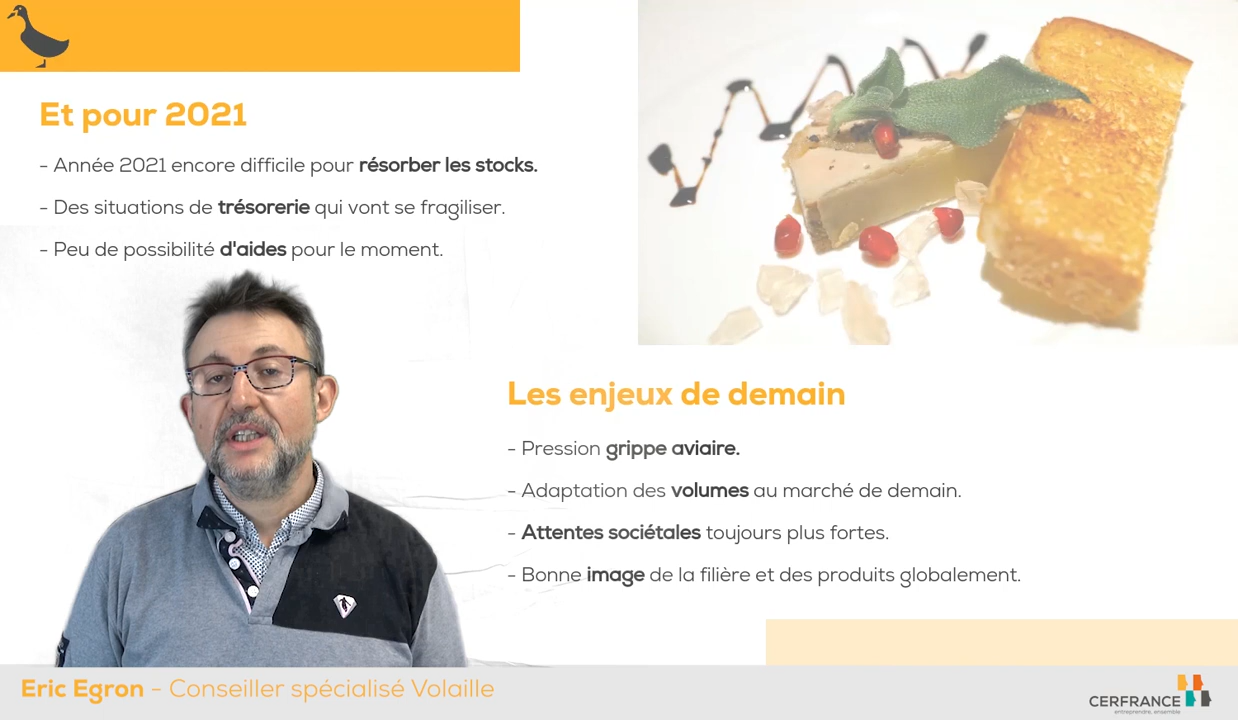 Et pour 2021
- Année 2021 encore difficile pour résorber les stocks.
- Des situations de trésorerie qui vont se fragiliser.
- Peu de possibilité d'aides pour le moment.
Les enjeux de demain
- Pression grippe aviaire.
- Adaptation des volumes au marché de demain.
- Attentes sociétales toujours plus fortes.
- Bonne image de la filière et des produits globalement.
Eric Egron - Conseiller spécialisé Volaille
CERFRANCE
entreprendre, ensemble